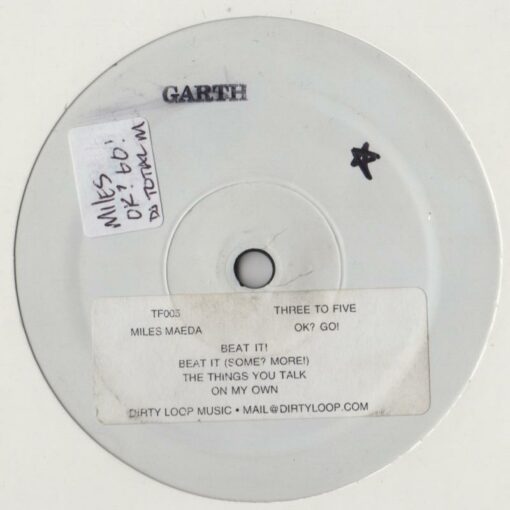 GARTH
MILES
OK? GO!
DJ TOTAL M
TF003 THREE TO FIVE
MILES MAEDA OK? GO!
BEAT IT!
BEAT IT (SOME? MORE!)
THE THINGS YOU TALK
ON MY OWN
DIRTY LOOP MUSIC • MAIL@DIRTYLOOP.COM